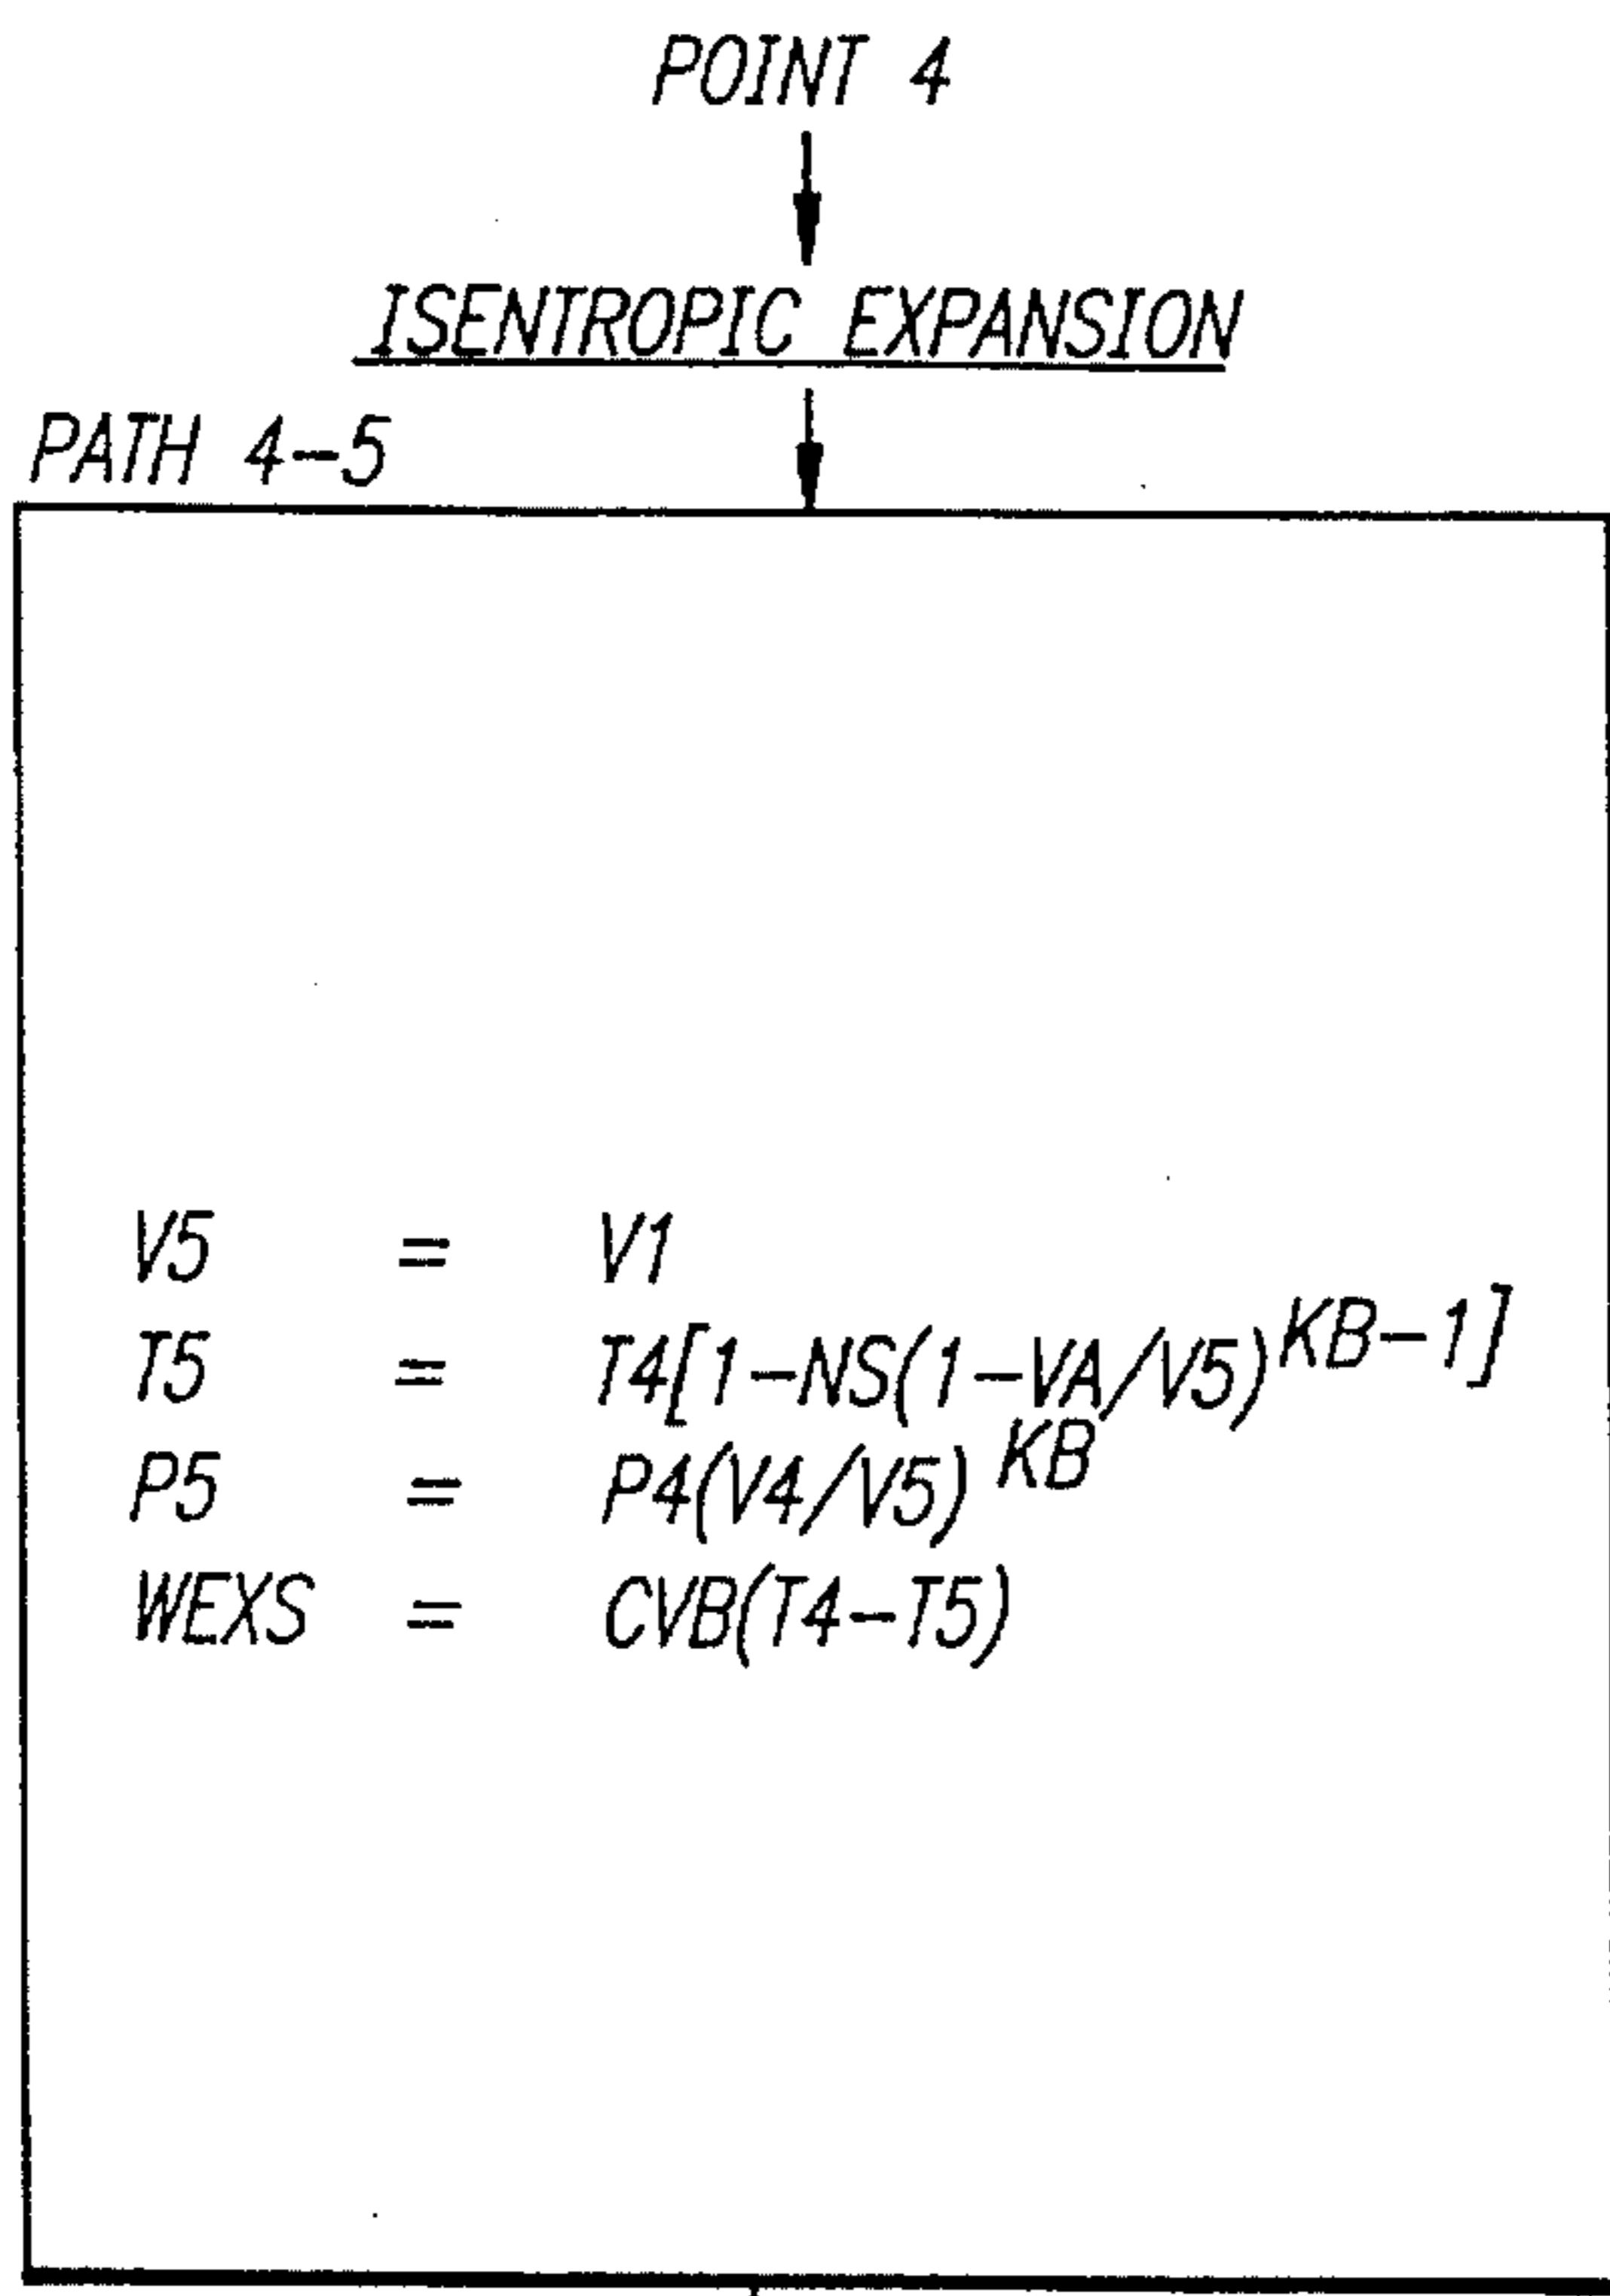 POINT 4
ISENTROPIC EXPANSION
PATH 4-5
V5 = V1
T5 = T4[1-NS(1-VA/V5)^KB-1]
P5 = P4(V4/V5)^KB
WEXS = CVB(T4-T5)